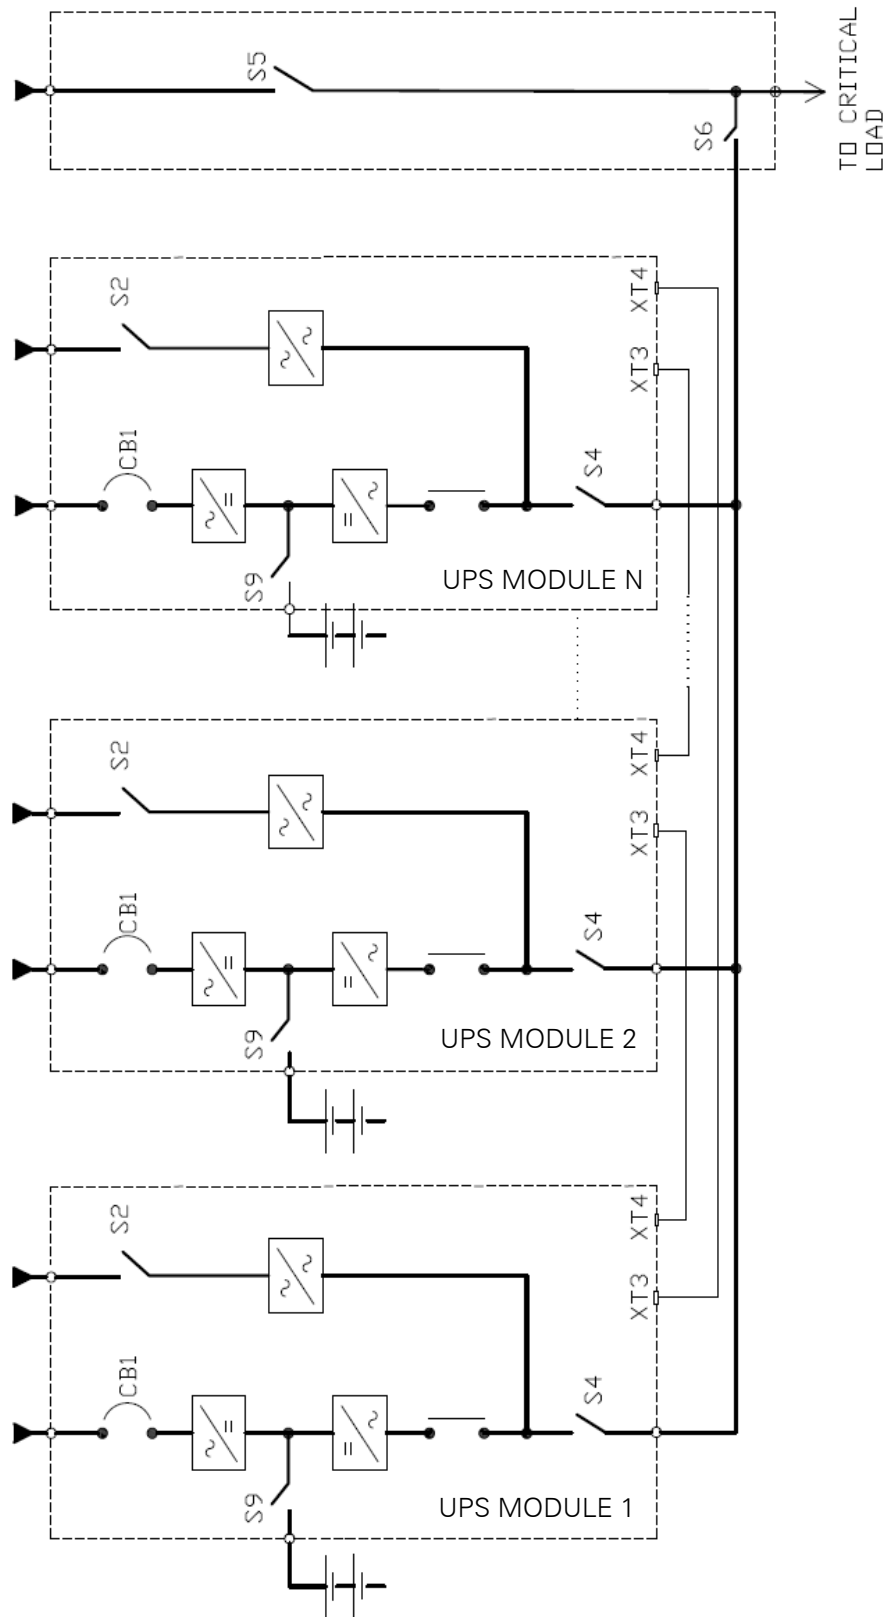 S5
S6
TO CRITICAL
LOAD
S2
XT4
XT3
CB1
S4
S9
UPS MODULE N
S2
XT4
XT3
CB1
S4
S9
UPS MODULE 2
S2
XT4
XT3
CB1
S4
S9
UPS MODULE 1